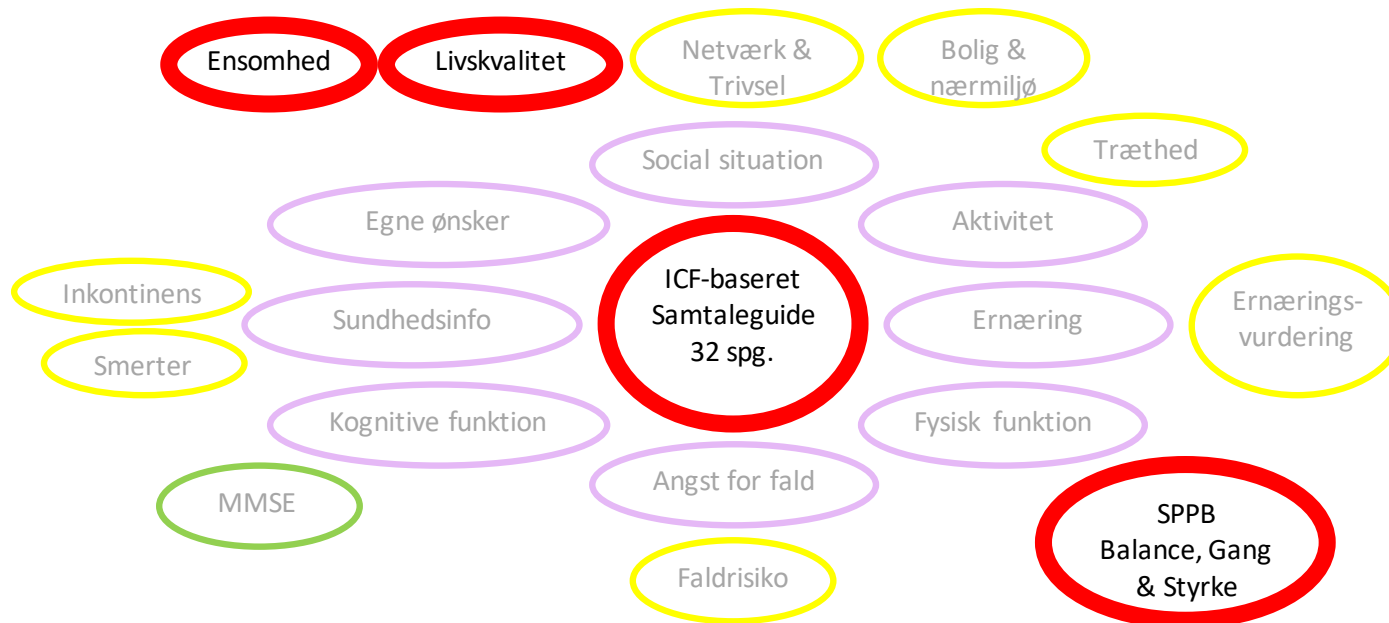 Ensomhed
Livskvalitet
Netværk &
Trivsel
Bolig &
nærmiljø
Træthed
Social situation
Egne ønsker
Aktivitet
ICF-baseret
Samtaleguide
32 spg.
Inkontinens
Smerter
Sundhedsinfo
Ernæring
Ernærings-
vurdering
Kognitive funktion
Fysisk funktion
Angst for fald
MMSE
SPPB
Balance, Gang
& Styrke
Faldrisiko